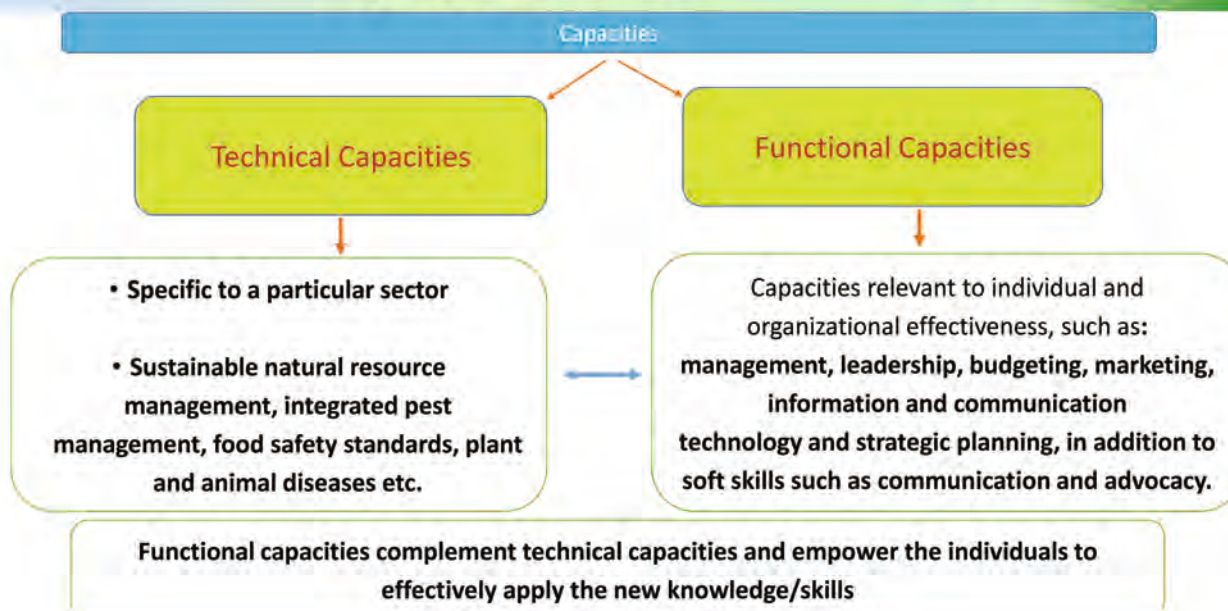 Capacities
Technical Capacities
Functional Capacities
• Specific to a particular sector
• Sustainable natural resource
management, integrated pest
management, food safety standards, plant
and animal diseases etc.
Capacities relevant to individual and
organizational effectiveness, such as:
management, leadership, budgeting, marketing,
information and communication
technology and strategic planning, in addition to
soft skills such as communication and advocacy.
Functional capacities complement technical capacities and empower the individuals to
effectively apply the new knowledge/skills